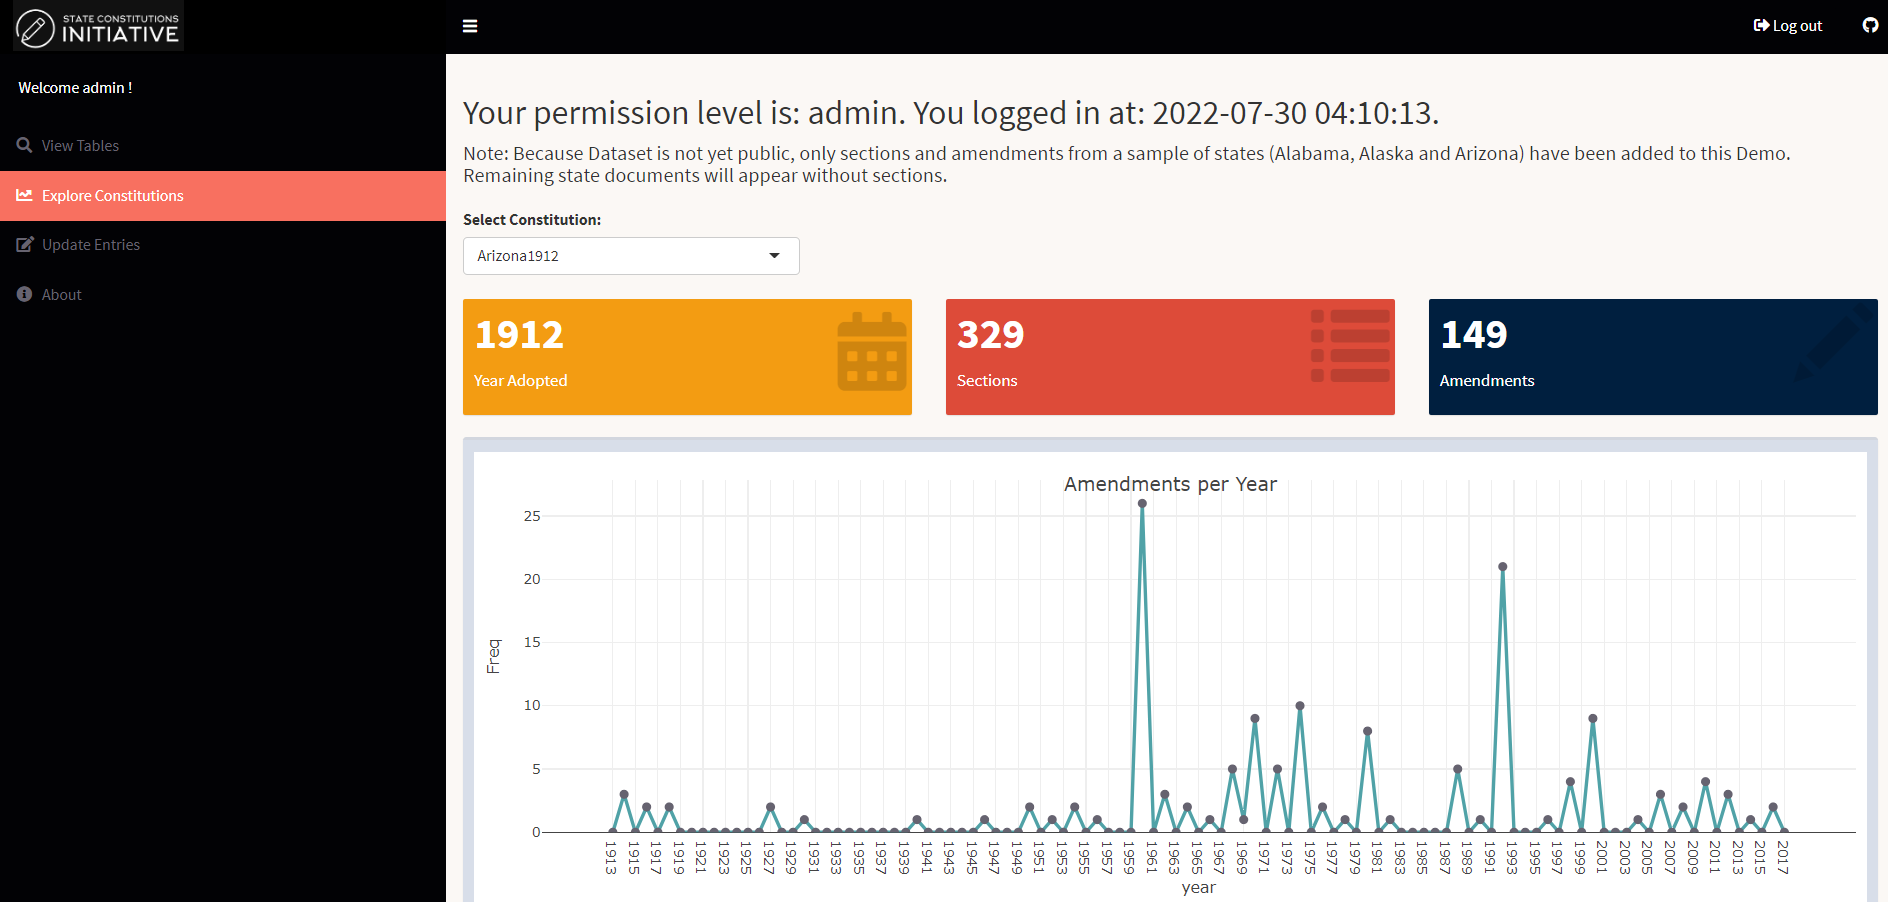 STATE CONSTITUTIONS
INITIATIVE
Log out
Welcome admin !
View Tables
Explore Constitutions
Update Entries
About
Your permission level is: admin. You logged in at: 2022-07-30 04:10:13.
Note: Because Dataset is not yet public, only sections and amendments from a sample of states (Alabama, Alaska and Arizona) have been added to this Demo.
Remaining state documents will appear without sections.
Select Constitution:
Arizona1912
1912
Year Adopted
329
Sections
149
Amendments
Amendments per Year
25
20
15
10
5
0
Freq
1913 1915 1917 1919 1921 1923 1925 1927 1929 1931 1933 1935 1937 1939 1941 1943 1945 1947 1949 1951 1953 1955 1957 1959 1961 1963 1965 1967 1969 1971 1973 1975 1977 1979 1981 1983 1985 1987 1989 1991 1993 1995 1997 1999 2001 2003 2005 2007 2009 2011 2013 2015 2017
year